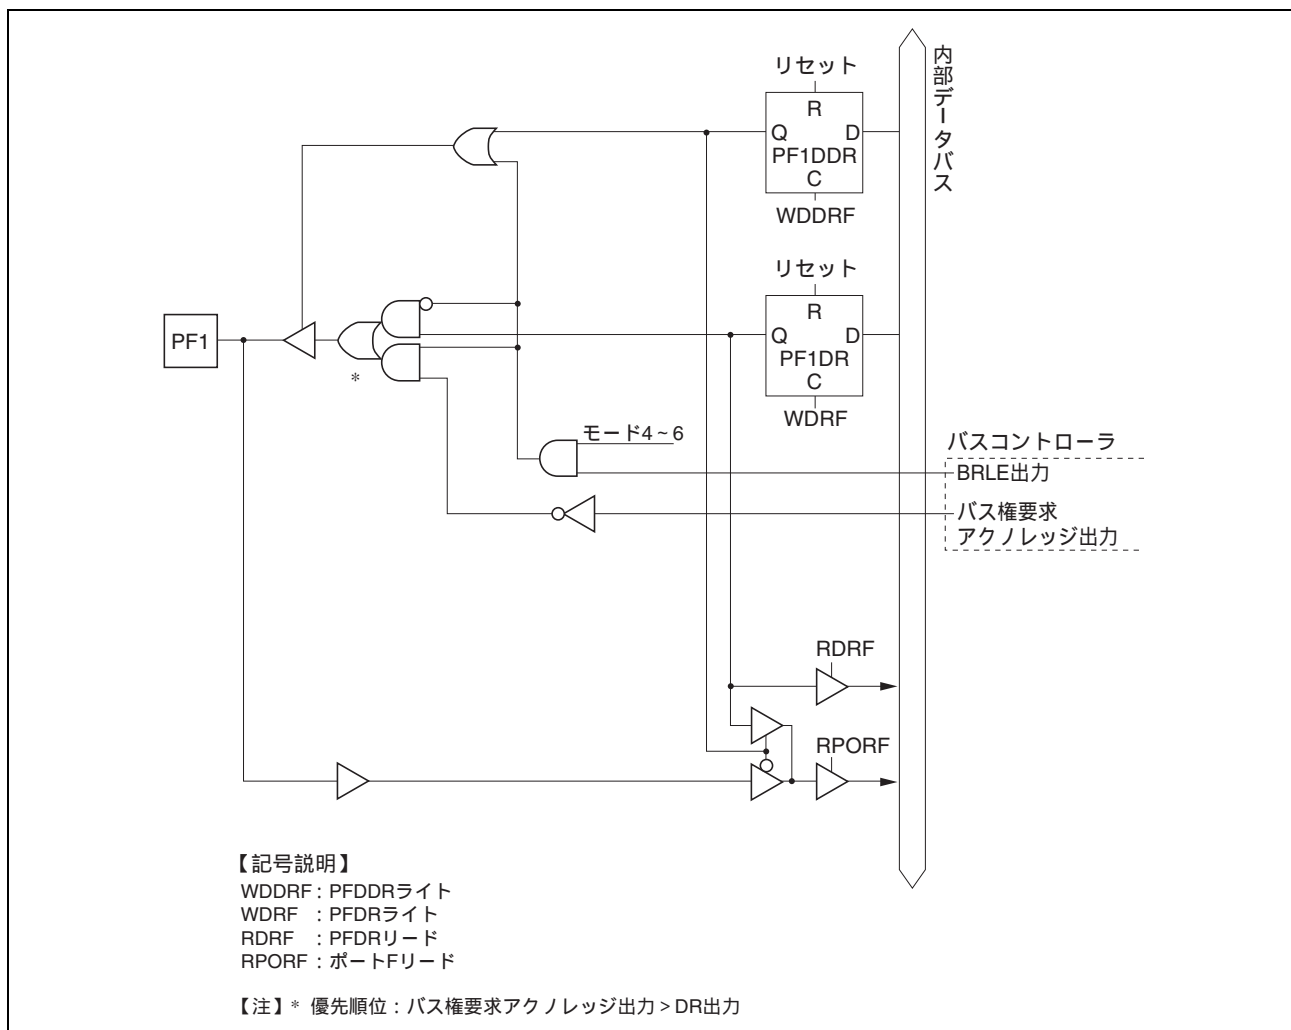 リセット
R
Q D
PF1DDR
C
WDDRF
内部データバス
リセット
R
Q D
PF1DR
C
WDRF
PF1
*
モード4~6
バスコントローラ
BRLE出力
バス権要求
アクノレッジ出力
RDRF
RPORF
【記号説明】
WDDRF : PFDDRライト
WDRF : PFDRライト
RDRF : PFDRリード
RPORF : ポートFリード
【注】* 優先順位 : バス権要求アクノレッジ出力 > DR出力